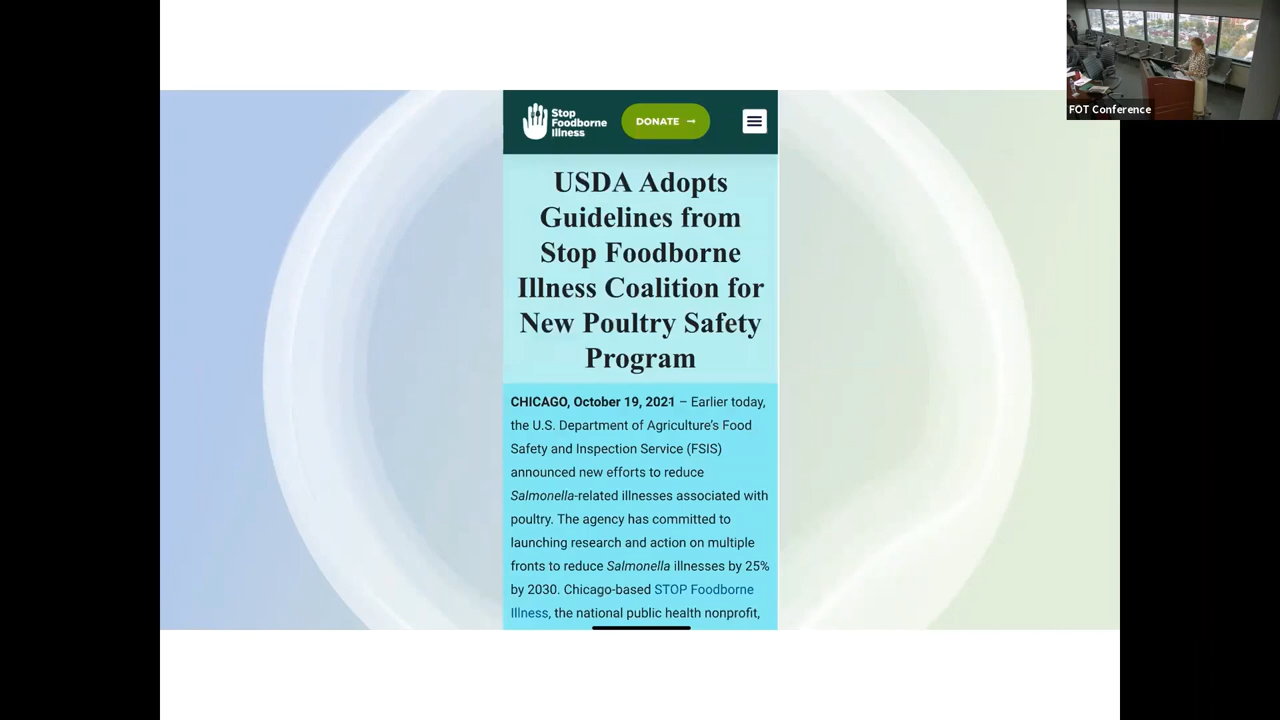 Stop
Foodborne
Illness
DONATE →
USDA Adopts
Guidelines from
Stop Foodborne
Illness Coalition for
New Poultry Safety
Program
CHICAGO, October 19, 2021 – Earlier today,
the U.S. Department of Agriculture’s Food
Safety and Inspection Service (FSIS)
announced new efforts to reduce
Salmonella-related illnesses associated with
poultry. The agency has committed to
launching research and action on multiple
fronts to reduce Salmonella illnesses by 25%
by 2030. Chicago-based STOP Foodborne
Illness, the national public health nonprofit,
FOT Conference